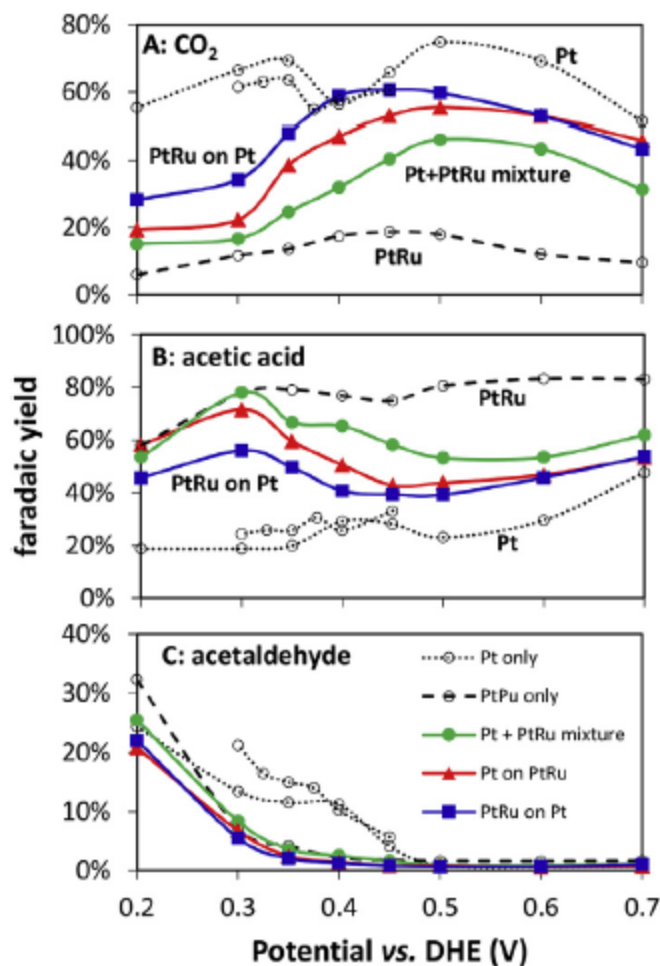 80%
A: CO₂
Pt
60%
PtRu on Pt
40%
Pt+PtRu mixture
20%
PtRu
0%
100%
B: acetic acid
80%
PtRu
60%
PtRu on Pt
40%
20%
Pt
0%
faradaic yield
40%
C: acetaldehyde
Pt only
30%
PtPu only
Pt + PtRu mixture
20%
Pt on PtRu
10%
PtRu on Pt
0%
0.2 0.3 0.4 0.5 0.6 0.7
Potential vs. DHE (V)